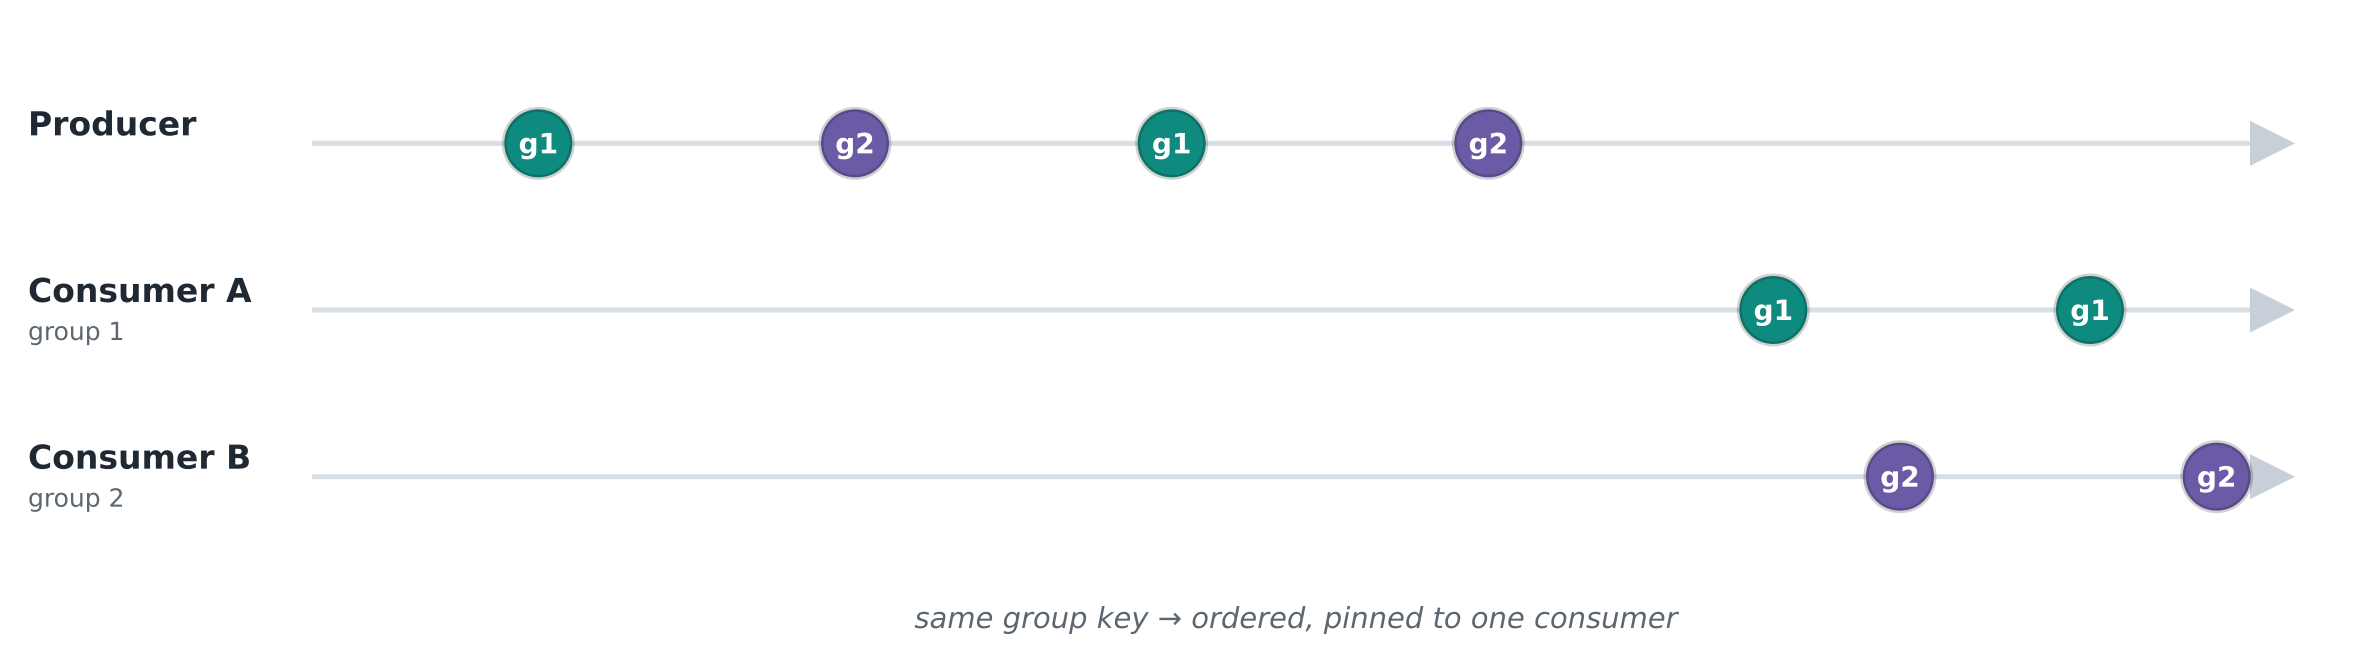 Producer
g1 g2 g1 g2
Consumer A
group 1
g1 g1
Consumer B
group 2
g2 g2
same group key → ordered, pinned to one consumer